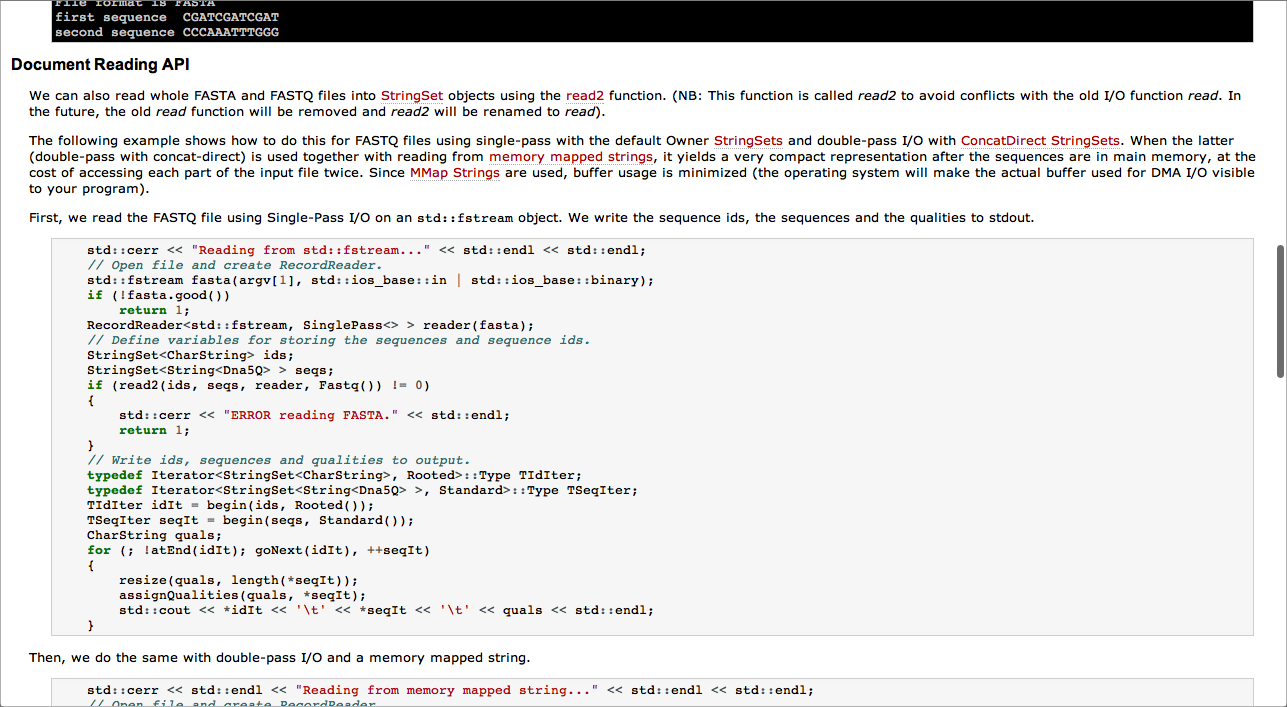 File format is FASTA
first sequence  CGATCGATCGAT
second sequence CCCAAATTTGGG
Document Reading API
We can also read whole FASTA and FASTQ files into StringSet objects using the read2 function. (NB: This function is called read2 to avoid conflicts with the old I/O function read. In
the future, the old read function will be removed and read2 will be renamed to read).
The following example shows how to do this for FASTQ files using single-pass with the default Owner StringSets and double-pass I/O with ConcatDirect StringSets. When the latter
(double-pass with concat-direct) is used together with reading from memory mapped strings, it yields a very compact representation after the sequences are in main memory, at the
cost of accessing each part of the input file twice. Since MMap Strings are used, buffer usage is minimized (the operating system will make the actual buffer used for DMA I/O visible
to your program).
First, we read the FASTQ file using Single-Pass I/O on an std::fstream object. We write the sequence ids, the sequences and the qualities to stdout.
    std::cerr << "Reading from std::fstream..." << std::endl << std::endl;
    // Open file and create RecordReader.
    std::fstream fasta(argv[1], std::ios_base::in | std::ios_base::binary);
    if (!fasta.good())
        return 1;
    RecordReader<std::fstream, SinglePass<> > reader(fasta);
    // Define variables for storing the sequences and sequence ids.
    StringSet<CharString> ids;
    StringSet<String<Dna5Q> > seqs;
    if (read2(ids, seqs, reader, Fastq()) != 0)
    {
        std::cerr << "ERROR reading FASTA." << std::endl;
        return 1;
    }
    // Write ids, sequences and qualities to output.
    typedef Iterator<StringSet<CharString>, Rooted>::Type TIdIter;
    typedef Iterator<StringSet<String<Dna5Q> >, Standard>::Type TSeqIter;
    TIdIter idIt = begin(ids, Rooted());
    TSeqIter seqIt = begin(seqs, Standard());
    CharString quals;
    for (; !atEnd(idIt); goNext(idIt), ++seqIt)
    {
        resize(quals, length(*seqIt));
        assignQualities(quals, *seqIt);
        std::cout << *idIt << '\t' << *seqIt << '\t' << quals << std::endl;
    }
Then, we do the same with double-pass I/O and a memory mapped string.
    std::cerr << std::endl << "Reading from memory mapped string..." << std::endl << std::endl;
    // Open file and create RecordReader